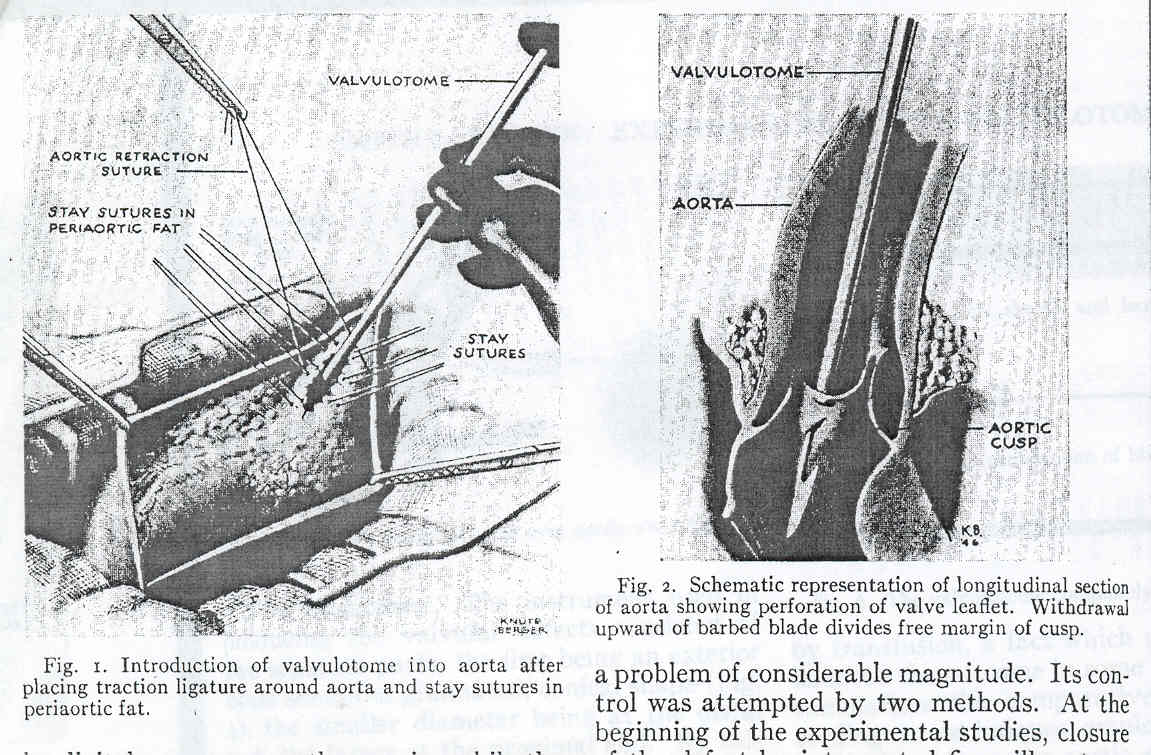 VALVULOTOME
AORTIC RETRACTION
SUTURE
STAY SUTURES IN
PERIAORTIC FAT
STAY
SUTURES
KNUTE
BERGER
Fig. 1. Introduction of valvulotome into aorta after
placing traction ligature around aorta and stay sutures in
periaortic fat.
VALVULOTOME
AORTA
AORTIC
CUSP
K.B.
46
Fig. 2. Schematic representation of longitudinal section
of aorta showing perforation of valve leaflet. Withdrawal
upward of barbed blade divides free margin of cusp.
a problem of considerable magnitude. Its con-
trol was attempted by two methods. At the
beginning of the experimental studies, closure